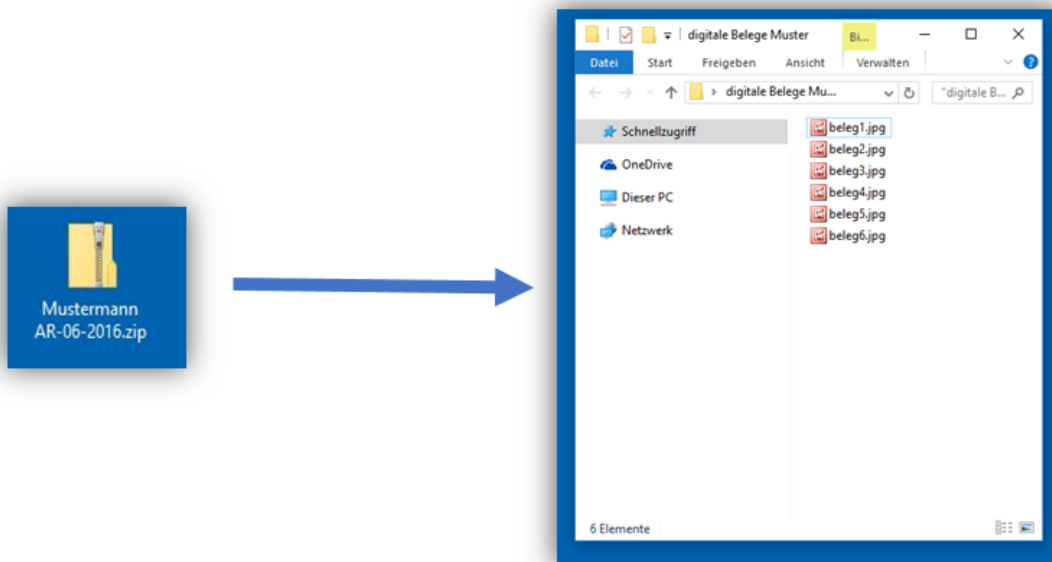 Mustermann
AR-06-2016.zip
digitale Belege Muster
Bi...
Datei Start Freigeben Ansicht Verwalten
digitale Belege Mu...
"digitale B...
Schnellzugriff
OneDrive
Dieser PC
Netzwerk
beleg1.jpg
beleg2.jpg
beleg3.jpg
beleg4.jpg
beleg5.jpg
beleg6.jpg
6 Elemente